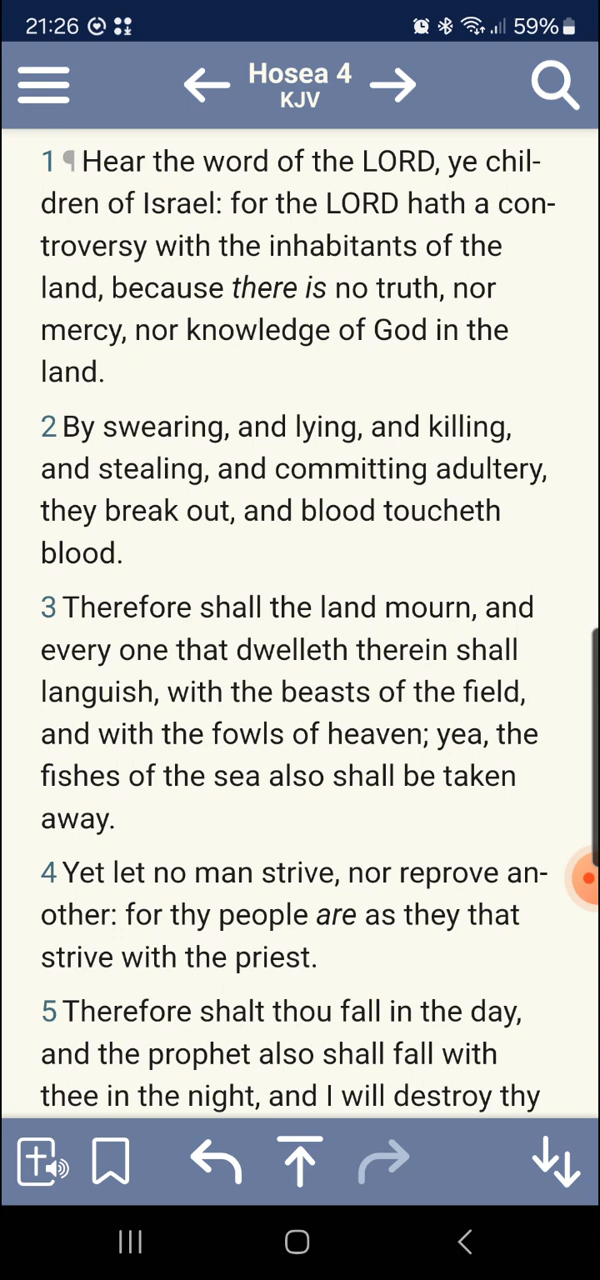 21:26
59%
Hosea 4
KJV
1 ¶ Hear the word of the LORD, ye chil-
dren of Israel: for the LORD hath a con-
troversy with the inhabitants of the
land, because there is no truth, nor
mercy, nor knowledge of God in the
land.
2 By swearing, and lying, and killing,
and stealing, and committing adultery,
they break out, and blood toucheth
blood.
3 Therefore shall the land mourn, and
every one that dwelleth therein shall
languish, with the beasts of the field,
and with the fowls of heaven; yea, the
fishes of the sea also shall be taken
away.
4 Yet let no man strive, nor reprove an-
other: for thy people are as they that
strive with the priest.
5 Therefore shalt thou fall in the day,
and the prophet also shall fall with
thee in the night, and I will destroy thy